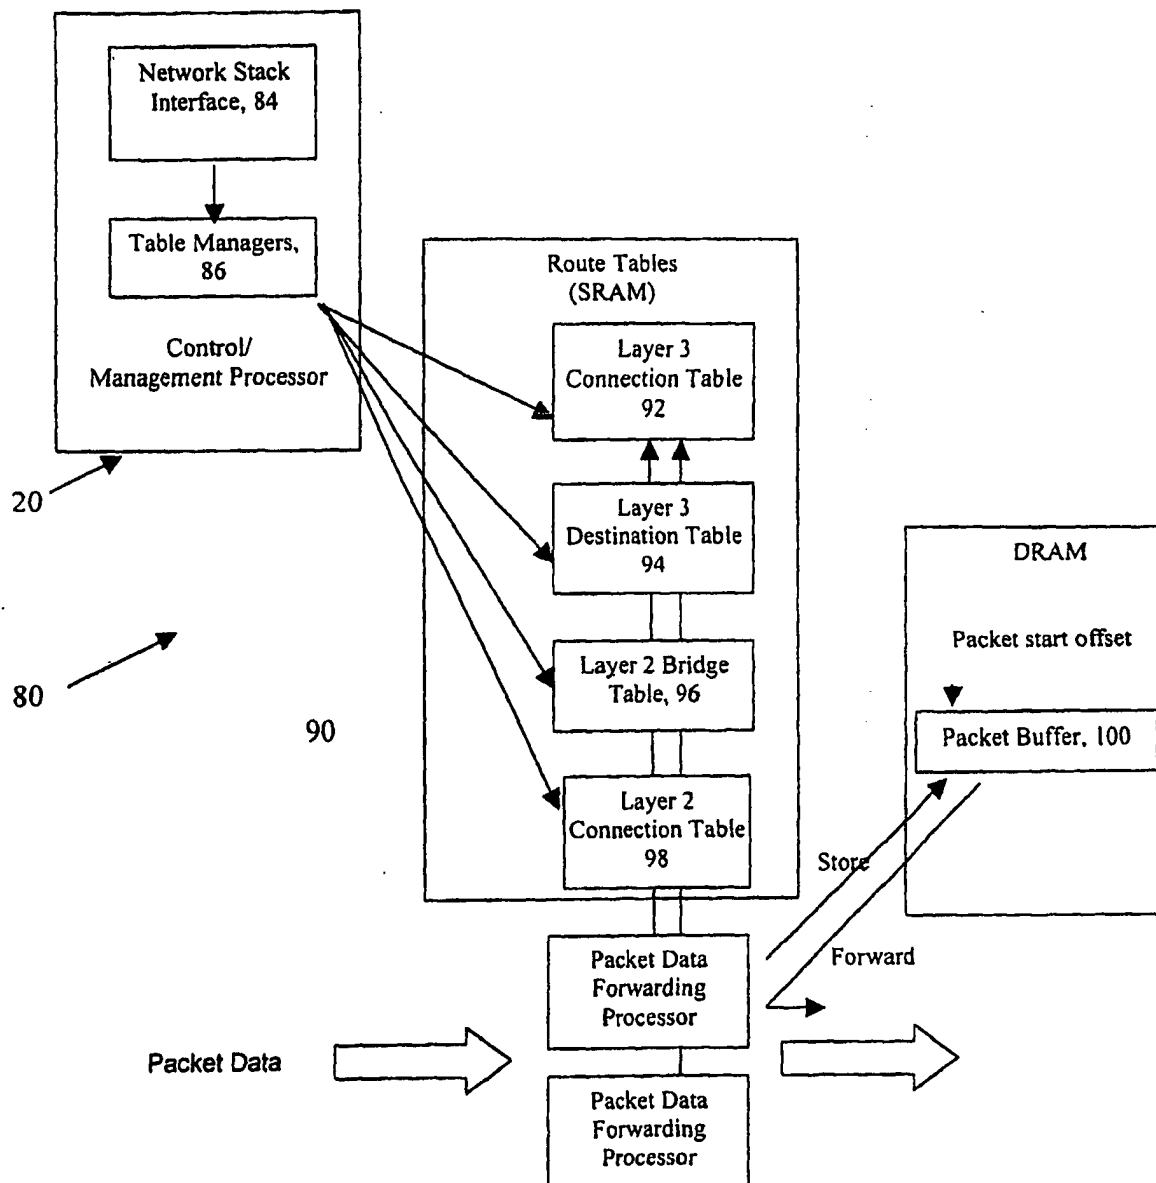 Network Stack
Interface, 84
Table Managers,
86
Control/
Management Processor
20
80
90
Route Tables
(SRAM)
Layer 3
Connection Table
92
Layer 3
Destination Table
94
Layer 2 Bridge
Table, 96
Layer 2
Connection Table
98
DRAM
Packet start offset
Packet Buffer, 100
Store
Forward
Packet Data
Forwarding
Processor
Packet Data
Packet Data
Forwarding
Processor